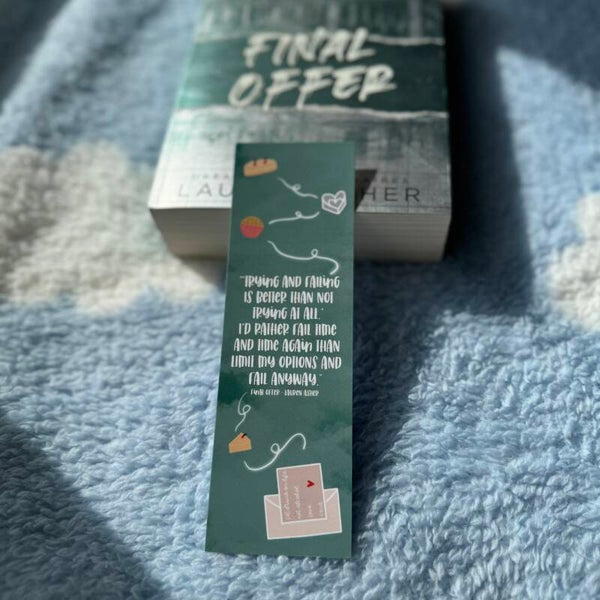 FINAL
OFFER
LAU
HER
"TRYING AND FAILING
IS BETTER THAN NOT
TRYING AT ALL."
I'D RATHER FAIL TIME
AND TIME AGAIN THAN
LIMIT MY OPTIONS AND
FAIL ANYWAY."
FINAL OFFER - LAUREN ASHER